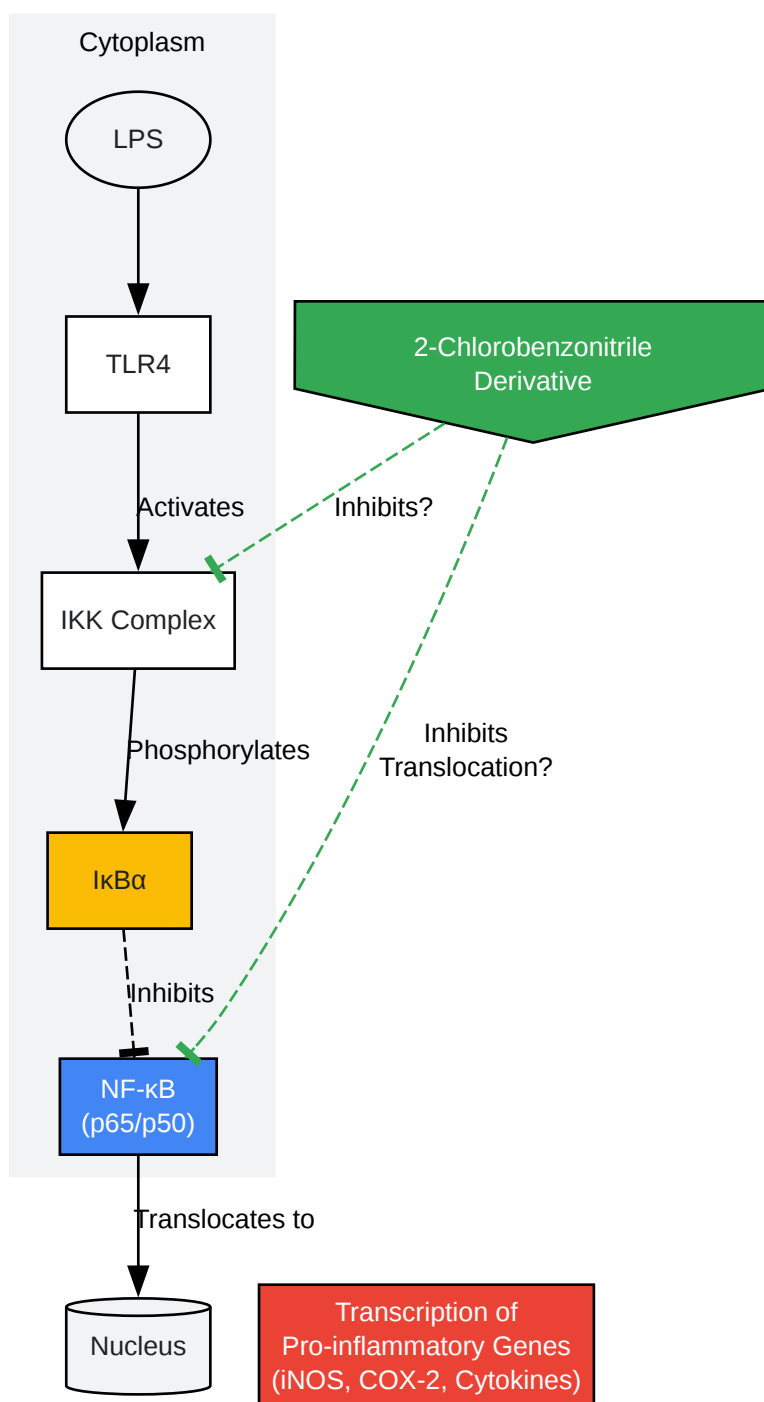 Cytoplasm
LPS
TLR4
2-Chlorobenzonitrile
Derivative
Activates
Inhibits?
IKK Complex
Phosphorylates
Inhibits
Translocation?
IκBα
Inhibits
NF-κB
(p65/p50)
Translocates to
Nucleus
Transcription of
Pro-inflammatory Genes
(iNOS, COX-2, Cytokines)